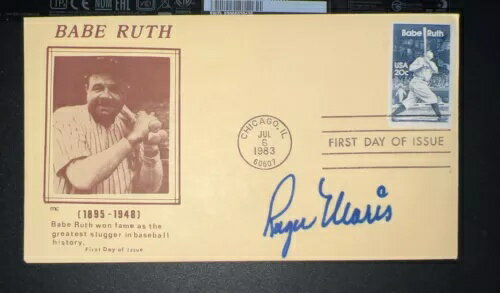 BABE RUTH
mc
(1895-1948)
Babe Ruth won fame as the
greatest slugger in baseball
history.
First Day of Issue
CHICAGO, IL
JUL
6
1983
60607
Babe Ruth
USA
20c
FIRST DAY OF ISSUE
Roger Maris